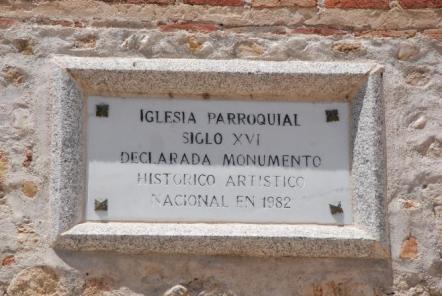 IGLESIA PARROQUIAL
SIGLO XVI
DECLARADA MONUMENTO
HISTORICO ARTISTICO
NACIONAL EN 1982